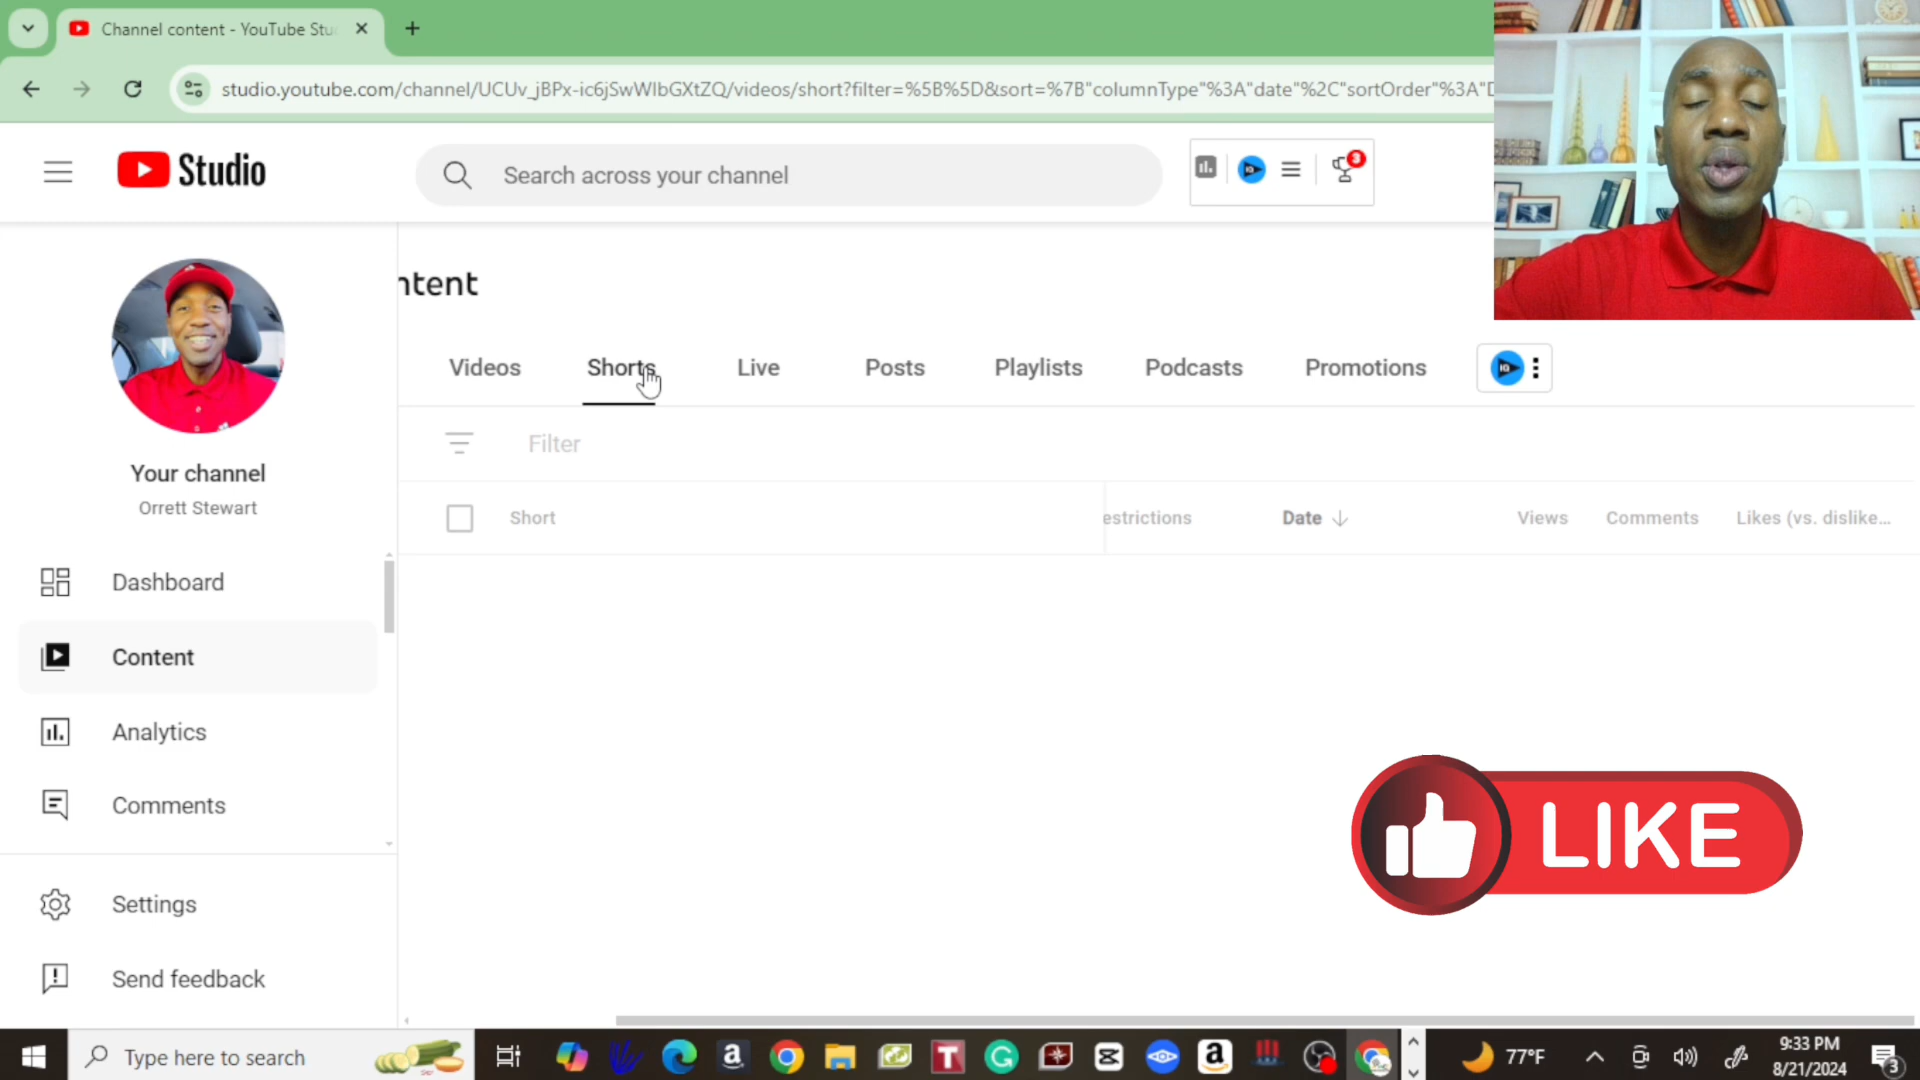 Channel content - YouTube Stu
studio.youtube.com/channel/UCUv_jBPx-ic6jSwWlbGXtZQ/videos/short?filter=%5B%5D&sort=%7B"columnType"%3A"date"%2C"sortOrder"%3A"D
Studio
Search across your channel
3
ntent
Videos Shorts Live Posts Playlists Podcasts Promotions
IQ
Filter
Short estrictions Date Views Comments Likes (vs. dislike...
Your channel
Orrett Stewart
Dashboard
Content
Analytics
Comments
Settings
Send feedback
LIKE
Type here to search
77°F
9:33 PM
8/21/2024
3